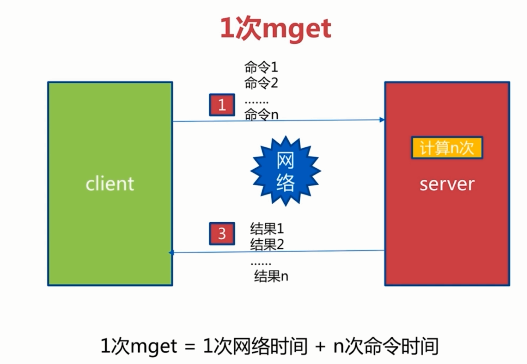 1次mget
命令1
命令2
.......
命令n
1
网
络
计算n次
client
server
3
结果1
结果2
......
结果n
1次mget = 1次网络时间 + n次命令时间